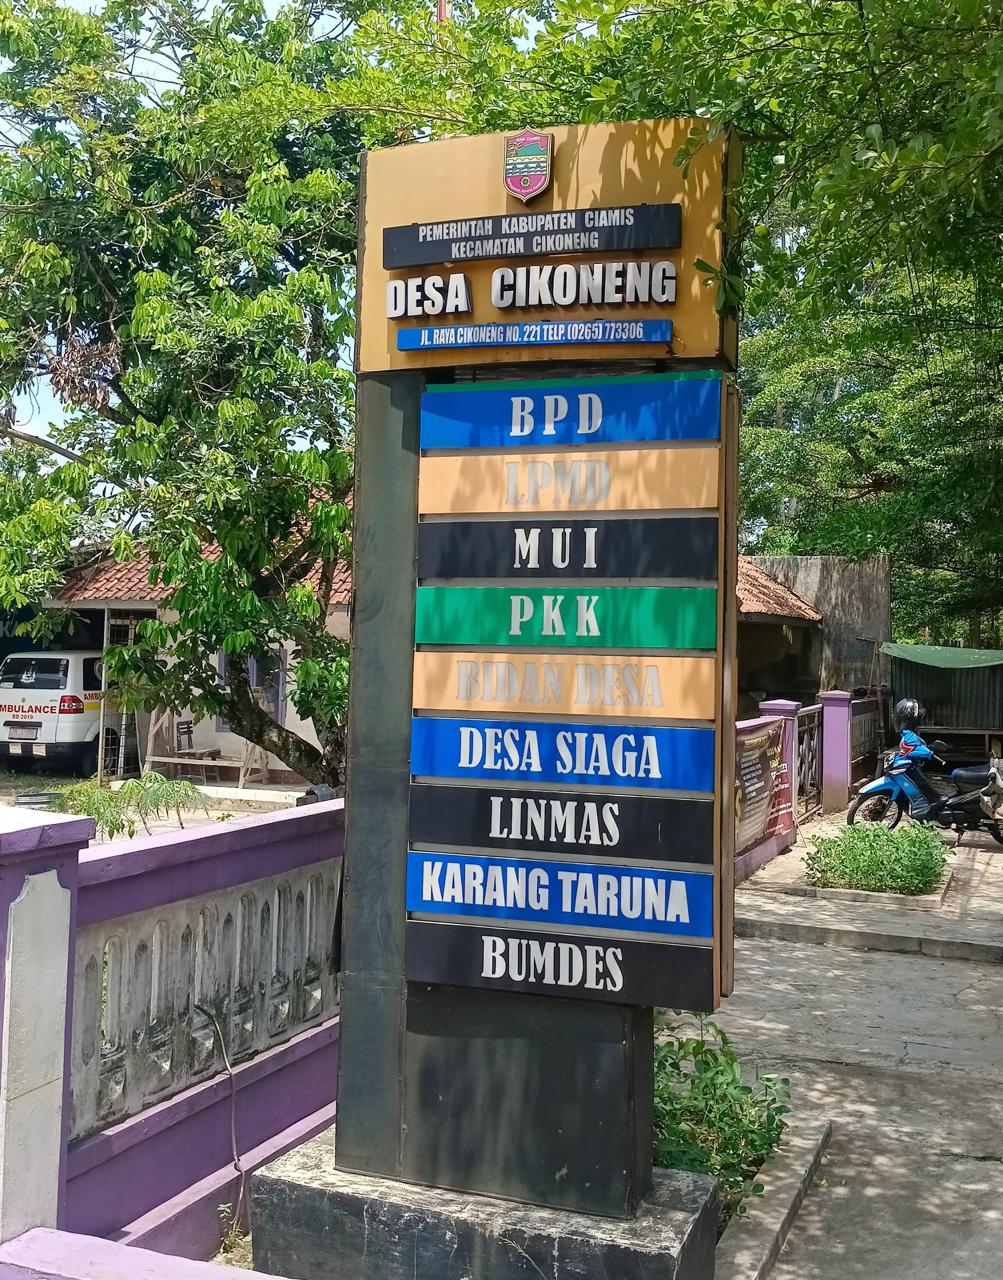 PEMERINTAH KABUPATEN CIAMIS
KECAMATAN CIKONENG
DESA CIKONENG
JL. RAYA CIKONENG NO. 221 TELP. (0265) 773306
BPD
LPMD
MUI
PKK
BIDAN DESA
DESA SIAGA
LINMAS
KARANG TARUNA
BUMDES
MBULANCE